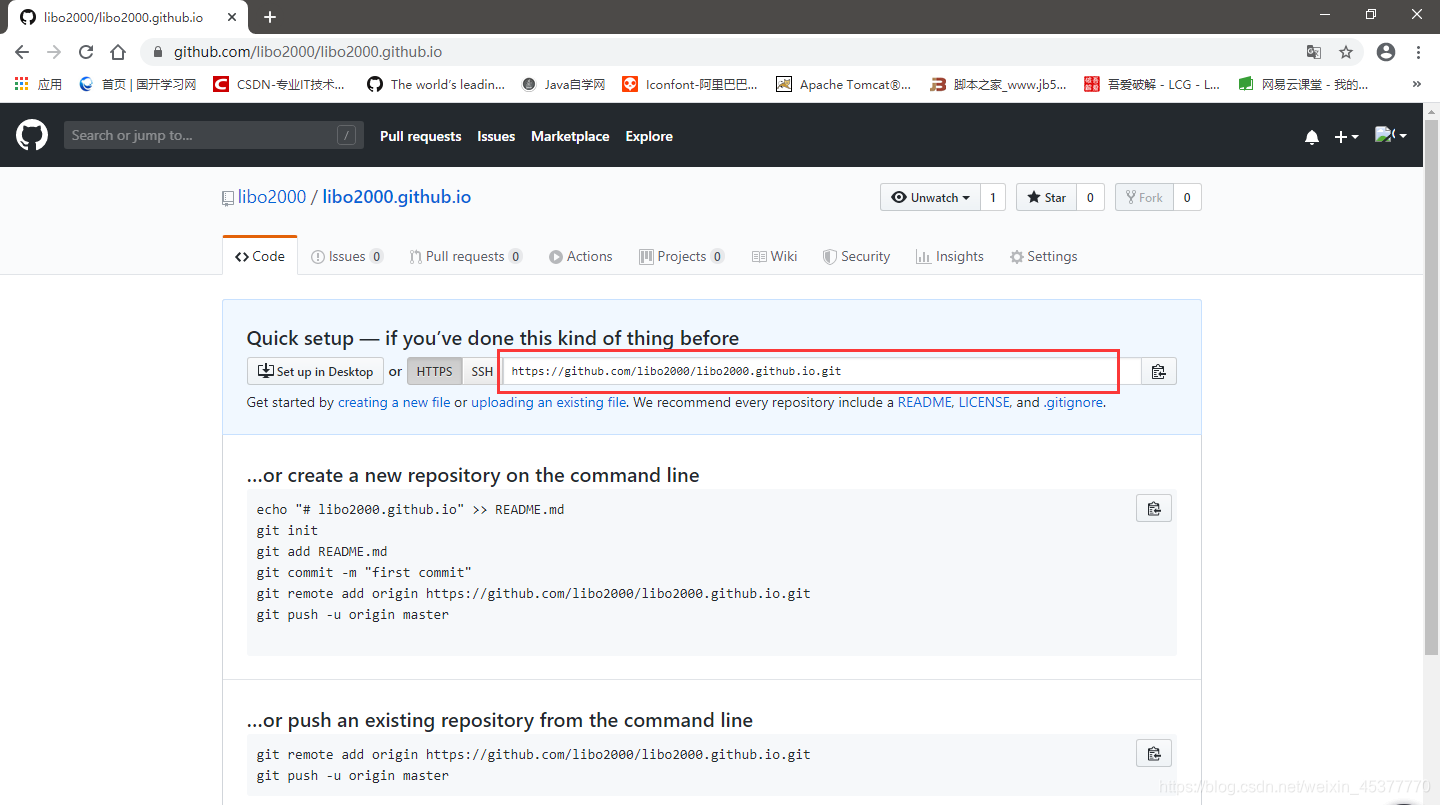 libo2000/libo2000.github.io
github.com/libo2000/libo2000.github.io
应用 首页 | 国开学习网 CSDN-专业IT技术... The world's leadin... Java自学网 Iconfont-阿里巴巴... Apache Tomcat®... 脚本之家_www.jb5... 吾爱破解 - LCG - L... 网易云课堂 - 我的... »
Search or jump to... / Pull requests Issues Marketplace Explore
libo2000 / libo2000.github.io Unwatch 1 Star 0 Fork 0
Code Issues 0 Pull requests 0 Actions Projects 0 Wiki Security Insights Settings
Quick setup — if you've done this kind of thing before
Set up in Desktop or HTTPS SSH https://github.com/libo2000/libo2000.github.io.git
Get started by creating a new file or uploading an existing file. We recommend every repository include a README, LICENSE, and .gitignore.
...or create a new repository on the command line
echo "# libo2000.github.io" >> README.md
git init
git add README.md
git commit -m "first commit"
git remote add origin https://github.com/libo2000/libo2000.github.io.git
git push -u origin master
...or push an existing repository from the command line
git remote add origin https://github.com/libo2000/libo2000.github.io.git
git push -u origin master
https://blog.csdn.net/weixin_45377770